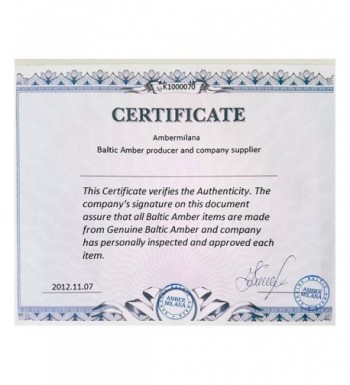 K1000070
CERTIFICATE
Ambermilana
Baltic Amber producer and company supplier
This Certificate verifies the Authenticity. The
company's signature on this document
assure that all Baltic Amber items are made
from Genuine Baltic Amber and company
has personally inspected and approved each
item.
2012.11.07
AMBER
MILANA
AMBER
MILANA